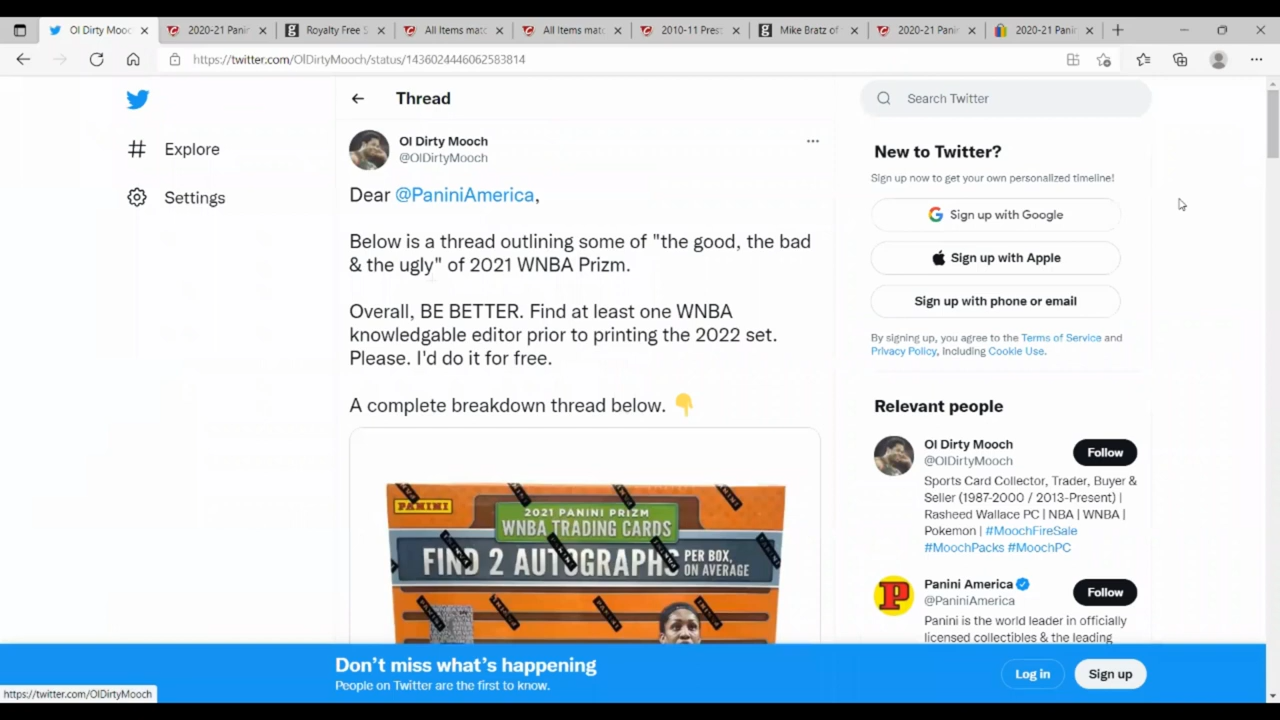 Ol Dirty Mooc
2020-21 Panin
Royalty Free S
All Items matc
All Items matc
2010-11 Prest
Mike Bratz of
2020-21 Panin
2020-21 Panin
https://twitter.com/OlDirtyMooch/status/1436024446062583814
Thread
Search Twitter
Explore
Settings
Ol Dirty Mooch
@OlDirtyMooch
Dear @PaniniAmerica,
Below is a thread outlining some of "the good, the bad
& the ugly" of 2021 WNBA Prizm.
Overall, BE BETTER. Find at least one WNBA
knowledgable editor prior to printing the 2022 set.
Please. I'd do it for free.
A complete breakdown thread below. 👇
PANINI
2021 PANINI PRIZM
WNBA TRADING CARDS
FIND 2 AUTOGRAPHS PER BOX,
ON AVERAGE
New to Twitter?
Sign up now to get your own personalized timeline!
Sign up with Google
Sign up with Apple
Sign up with phone or email
By signing up, you agree to the Terms of Service and
Privacy Policy, including Cookie Use.
Relevant people
Ol Dirty Mooch
@OlDirtyMooch
Follow
Sports Card Collector, Trader, Buyer &
Seller (1987-2000 / 2013-Present) |
Rasheed Wallace PC | NBA | WNBA |
Pokemon | #MoochFireSale
#MoochPacks #MoochPC
Panini America
@PaniniAmerica
Follow
Panini is the world leader in officially
licensed collectibles & the leading
Don't miss what's happening
People on Twitter are the first to know.
Log in
Sign up
https://twitter.com/OlDirtyMooch